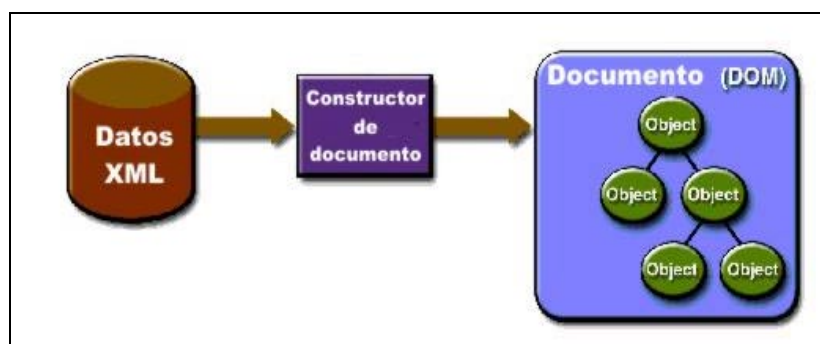 Datos
XML
Constructor
de
documento
Documento (DOM)
Object
Object
Object
Object
Object